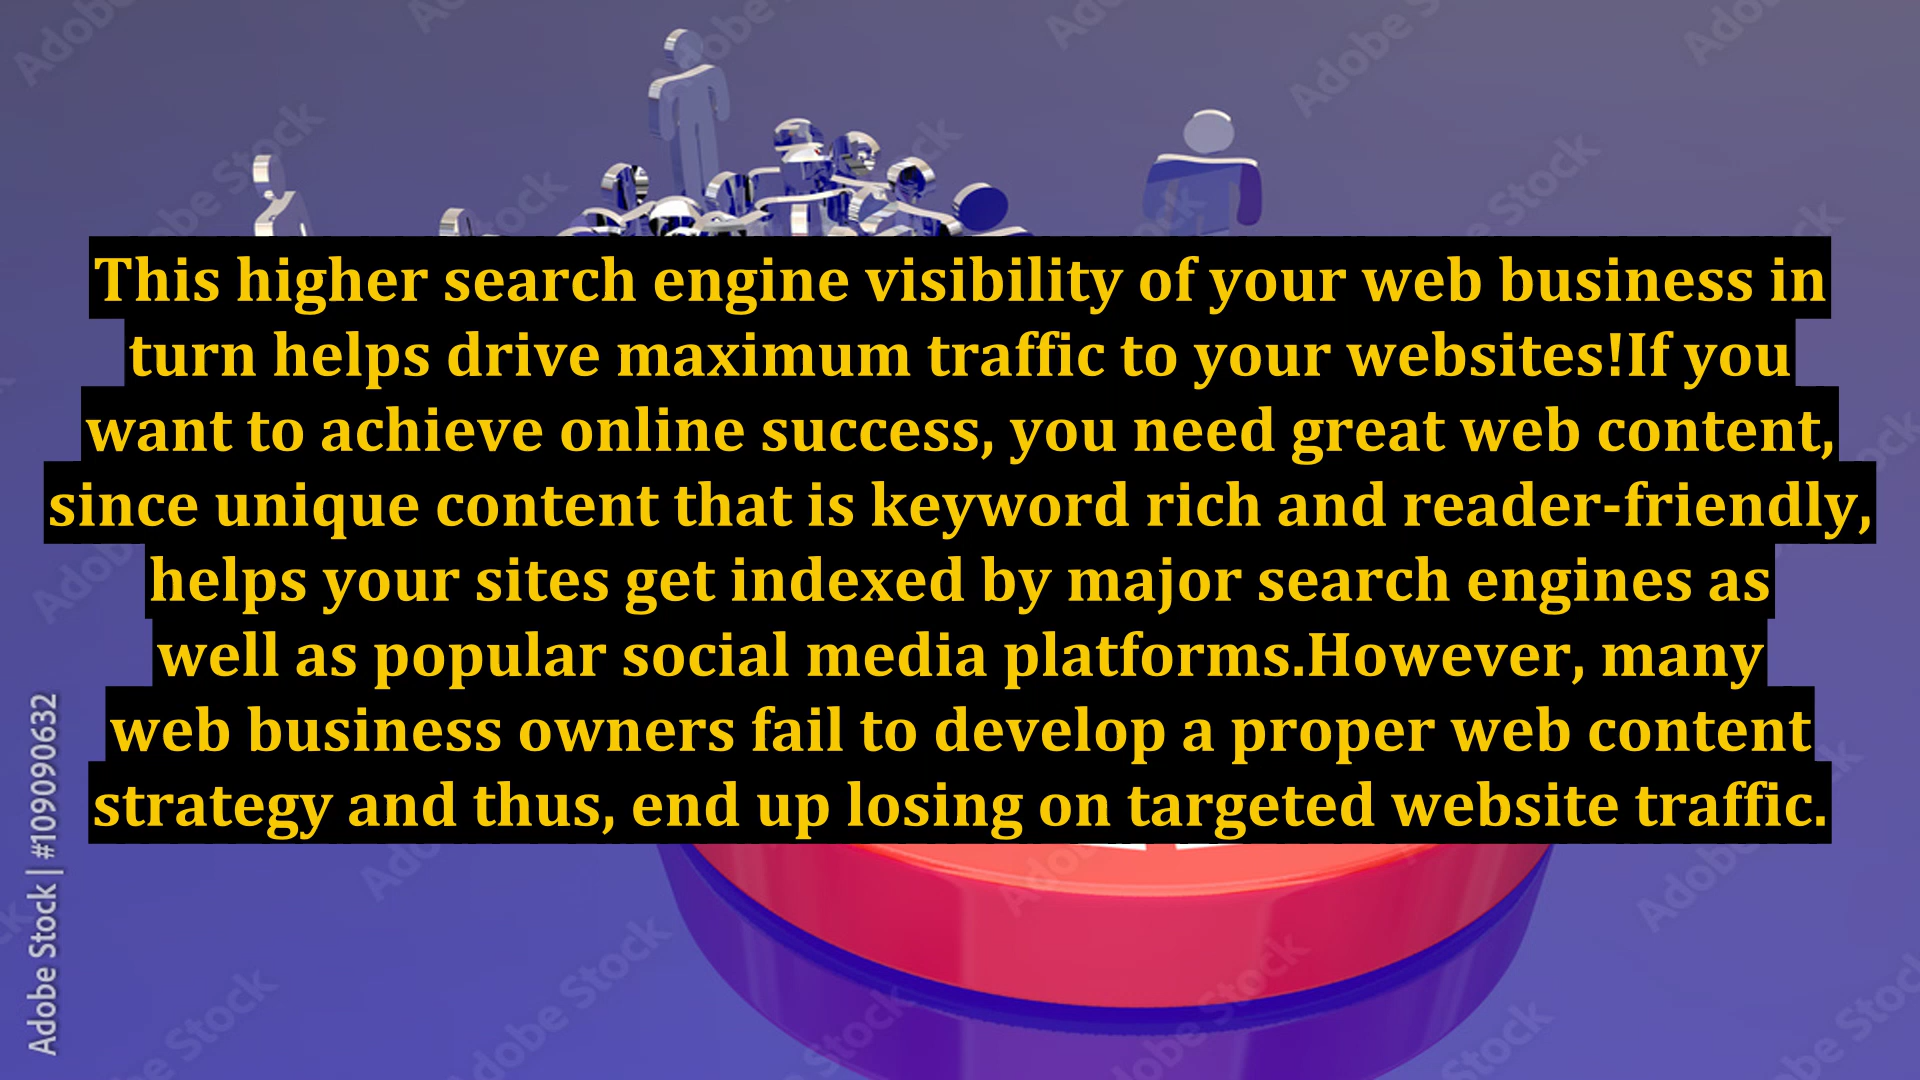 This higher search engine visibility of your web business in
turn helps drive maximum traffic to your websites!If you
want to achieve online success, you need great web content,
since unique content that is keyword rich and reader-friendly,
helps your sites get indexed by major search engines as
well as popular social media platforms.However, many
web business owners fail to develop a proper web content
strategy and thus, end up losing on targeted website traffic.
Adobe Stock | #109090632